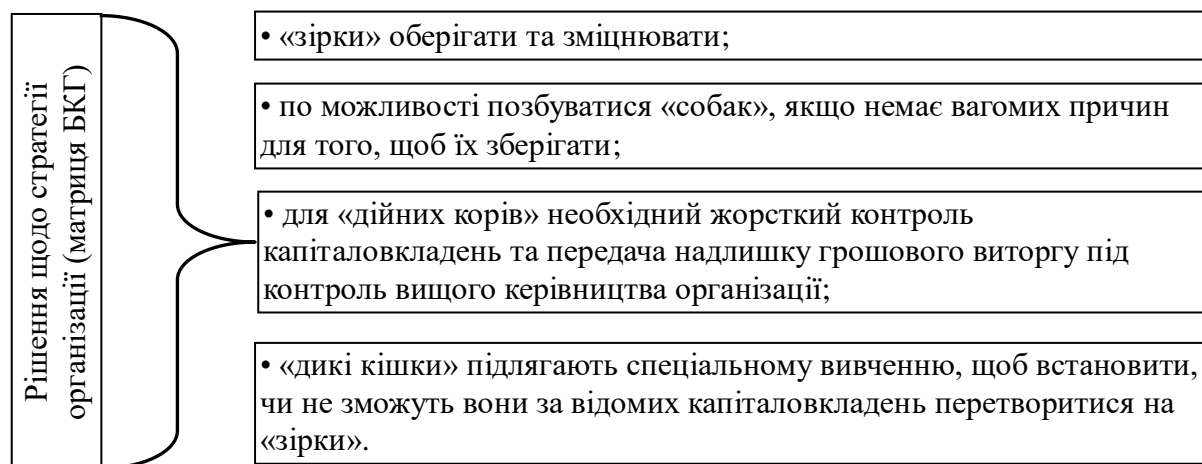 Рішення щодо стратегії
організації (матриця БКГ)
• «зірки» оберігати та зміцнювати;
• по можливості позбуватися «собак», якщо немає вагомих причин
для того, щоб їх зберігати;
• для «дійних корів» необхідний жорсткий контроль
капіталовкладень та передача надлишку грошового виторгу під
контроль вищого керівництва організації;
• «дикі кішки» підлягають спеціальному вивченню, щоб встановити,
чи не зможуть вони за відомих капіталовкладень перетворитися на
«зірки».